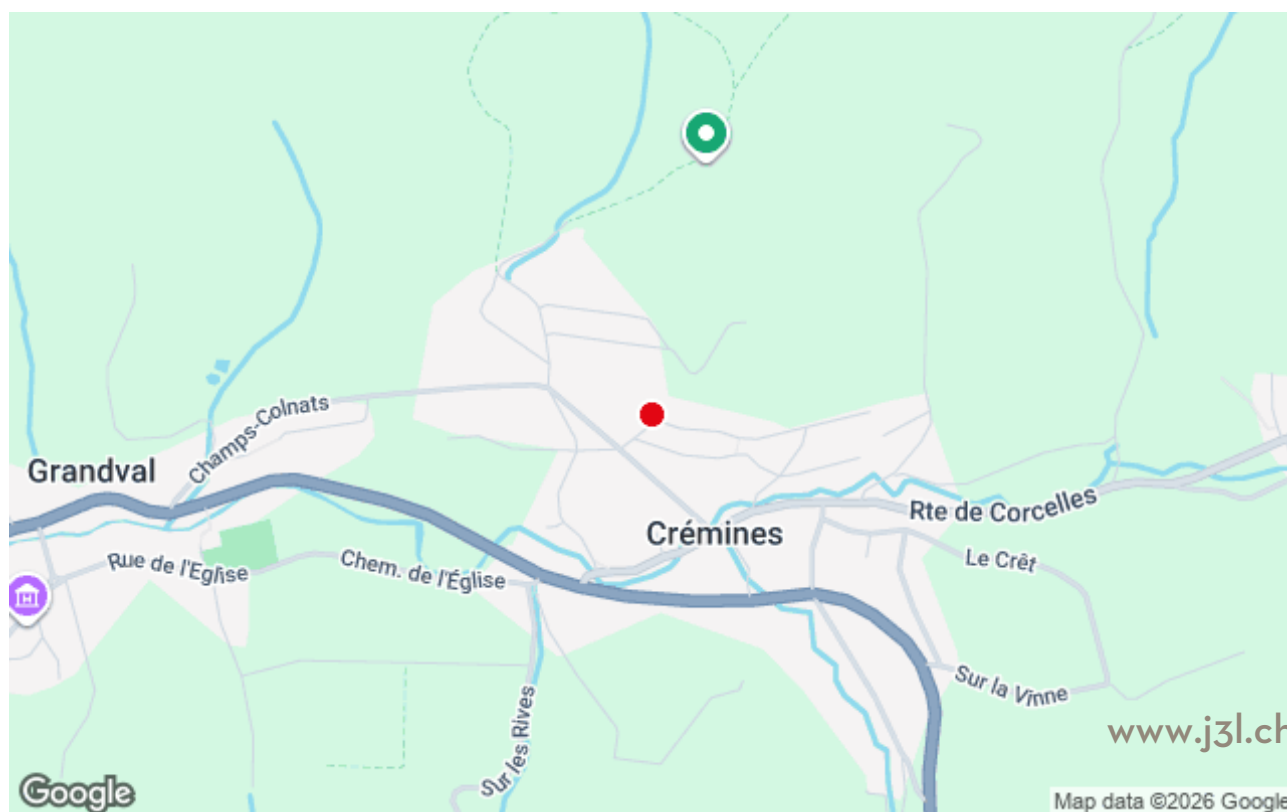 Champs-Colnats
Grandval
Rte de Corcelles
Crémines
Rue de l'Eglise
Chem. de l'Église
Le Crêt
Sur la Vinne
Sur les Rives
www.j3l.ch
Google
Map data ©2026 Google